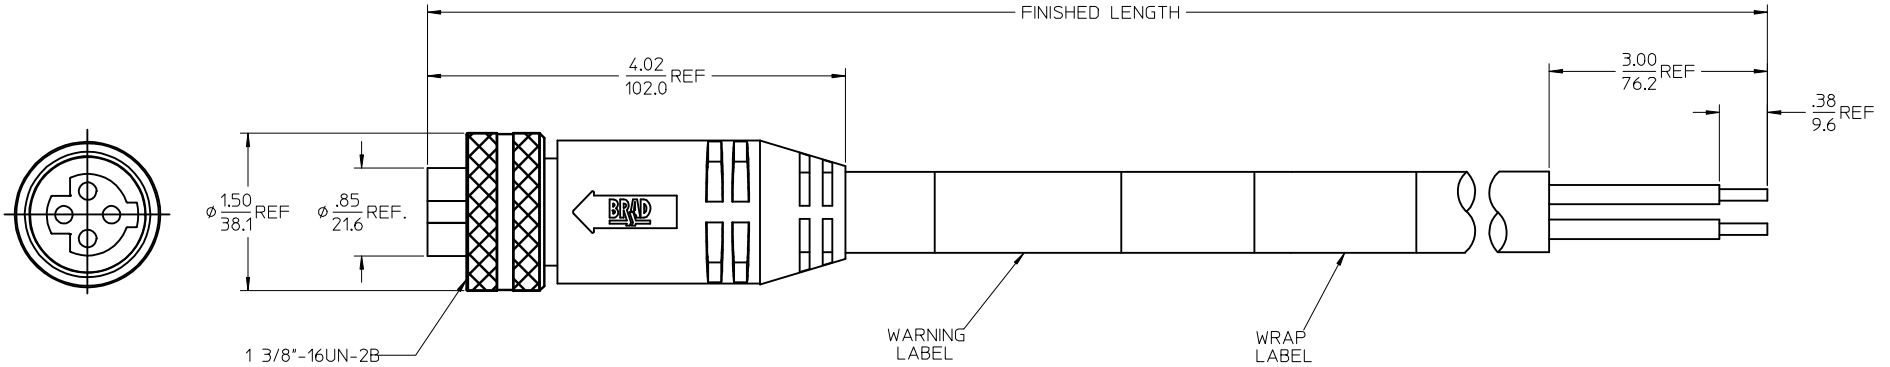 FINISHED LENGTH
4.02
102.0 REF
3.00
76.2 REF
.38
9.6 REF
Ø 1.50
38.1 REF
Ø .85
21.6 REF.
BRAD
1 3/8"-16UN-2B
WARNING
LABEL
WRAP
LABEL